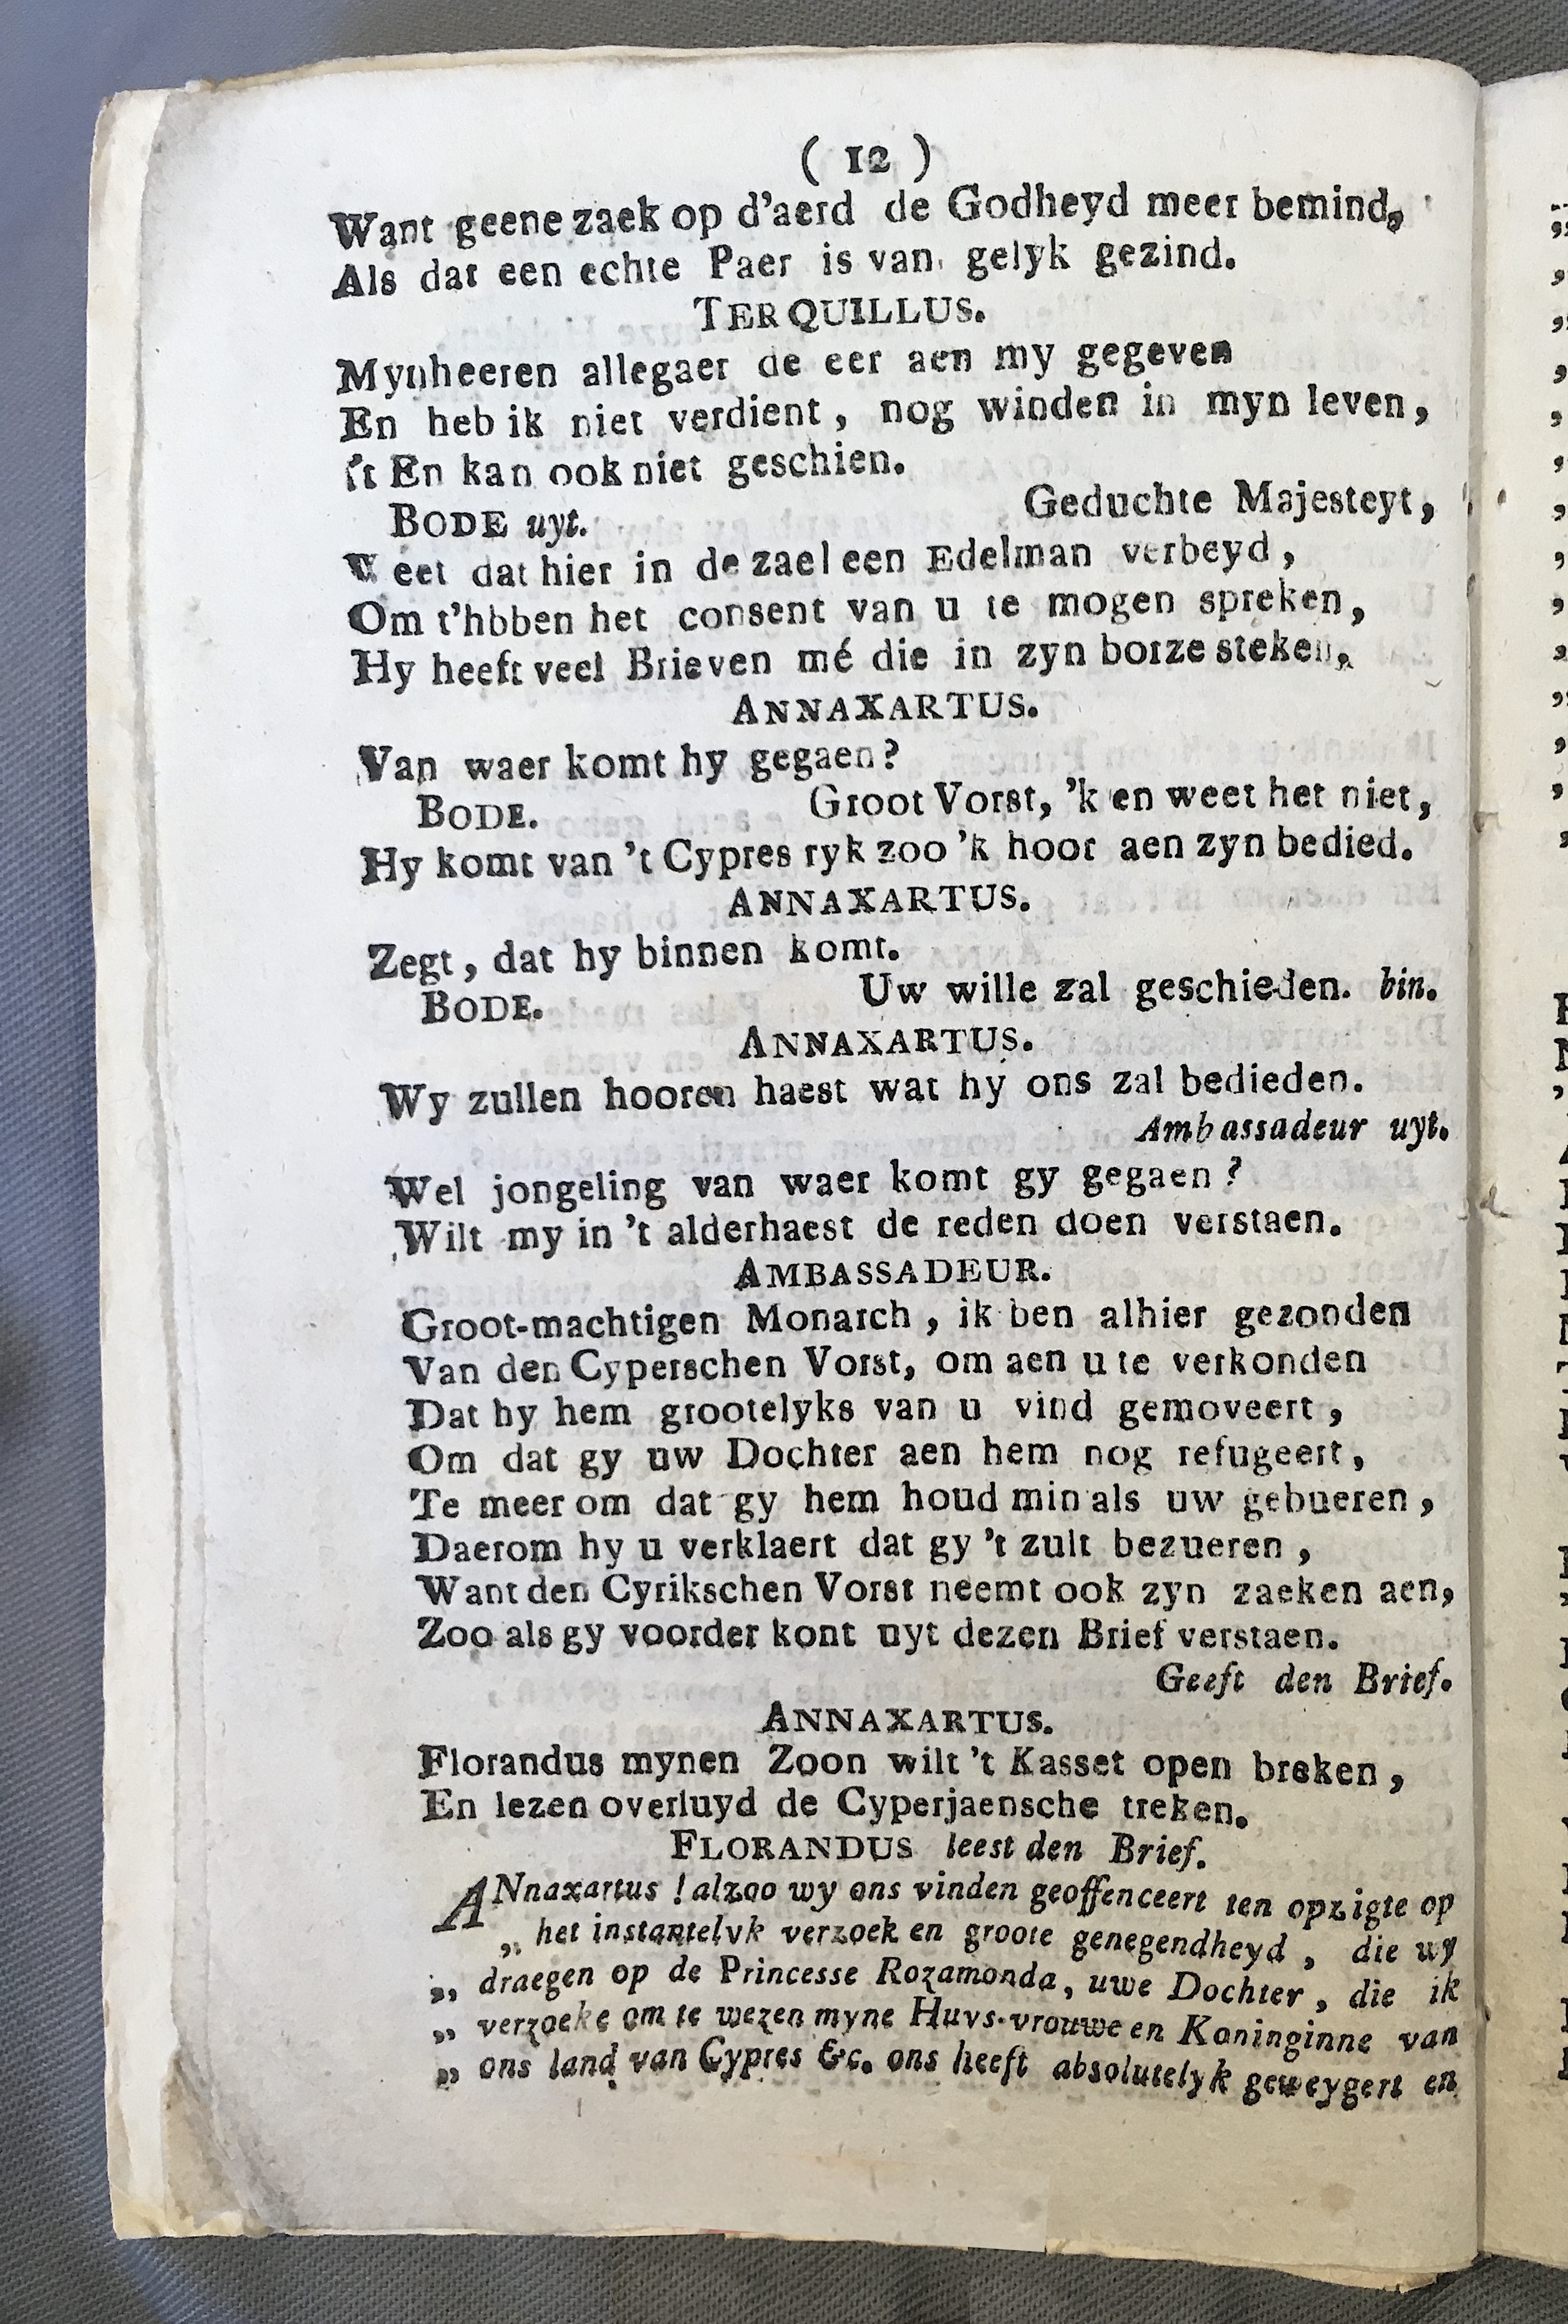 ( 12 )
Want geene zaek op d'aerd de Godheyd meer bemind,
Als dat een echte Paer is van gelyk gezind.
TERQUILLUS.
Mynheeren allegaer de eer aen my gegeven
En heb ik niet verdient, nog winden in myn leven,
't En kan ook niet geschien.
Geduchte Majesteyt,
BODE uyt.
Weet dat hier in de zael een Edelman verbeyd,
Om t'hbben het consent van u te mogen spreken,
Hy heeft veel Brieven mé die in zyn borze steken,
ANNAXARTUS.
Van waer komt hy gegaen?
BODE. Groot Vorst, 'k en weet het niet,
Hy komt van 't Cypres ryk zoo 'k hoor aen zyn bedied.
ANNAXARTUS.
Zegt, dat hy binnen komt.
BODE. Uw wille zal geschieden. bin.
ANNAXARTUS.
Wy zullen hooren haest wat hy ons zal bedieden.
Ambassadeur uyt.
Wel jongeling van waer komt gy gegaen?
Wilt my in 't alderhaest de reden doen verstaen.
AMBASSADEUR.
Groot-machtigen Monarch, ik ben alhier gezonden
Van den Cyperschen Vorst, om aen u te verkonden
Dat hy hem grootelyks van u vind gemoveert,
Om dat gy uw Dochter aen hem nog refugeert,
Te meer om dat gy hem houd min als uw gebueren,
Daerom hy u verklaert dat gy 't zult bezueren,
Want den Cyrikschen Vorst neemt ook zyn zaeken aen,
Zoo als gy voorder kont uyt dezen Brief verstaen.
Geeft den Brief.
ANNAXARTUS.
Florandus mynen Zoon wilt 't Kasset open breken,
En lezen overluyd de Cyperjaensche treken.
FLORANDUS leest den Brief.
ANnaxartus! alzoo wy ons vinden geoffenceert ten opzigte op
„ het instantelyk verzoek en groote genegendheyd, die wy
„ draegen op de Princesse Rozamonda, uwe Dochter, die ik
„ verzoeke om te wezen myne Huys-vrouwe en Koninginne van
„ ons land van Cypres &c. ons heeft absolutelyk geweygert en